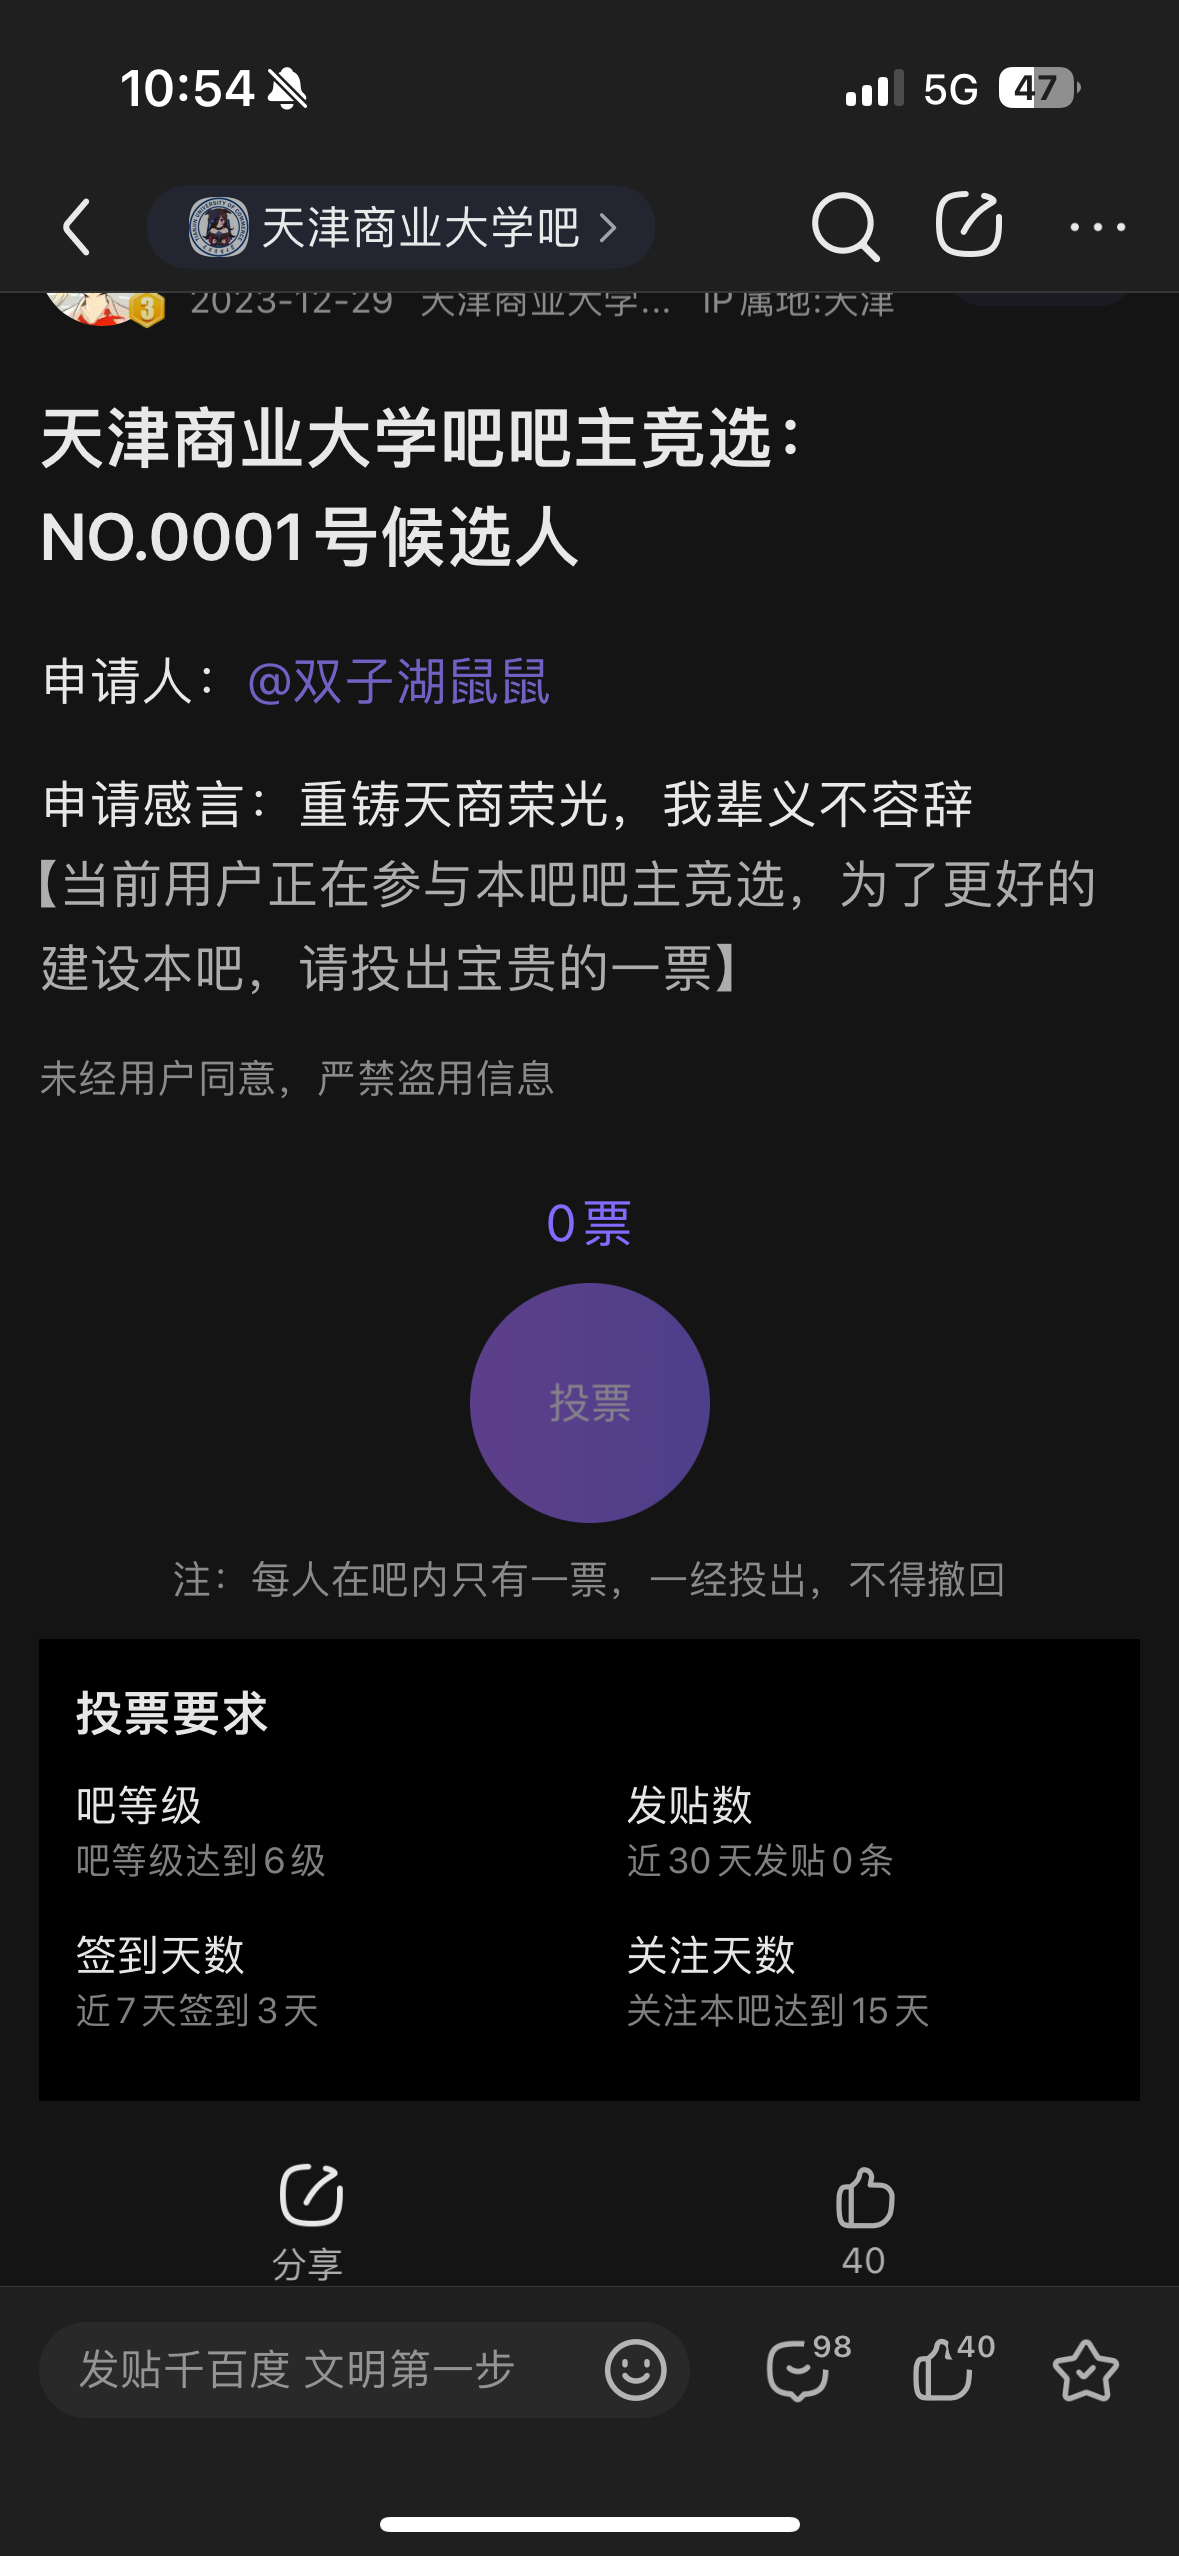 10:54
5G
47
天津商业大学吧
3
2023-12-29 天津商业大学... IP属地:天津
天津商业大学吧吧主竞选：
NO.0001号候选人
申请人：@双子湖鼠鼠
申请感言：重铸天商荣光，我辈义不容辞
【当前用户正在参与本吧吧主竞选，为了更好的
建设本吧，请投出宝贵的一票】
未经用户同意，严禁盗用信息
0票
投票
注：每人在吧内只有一票，一经投出，不得撤回
投票要求
吧等级
吧等级达到6级
发贴数
近30天发贴0条
签到天数
近7天签到3天
关注天数
关注本吧达到15天
分享
40
发贴千百度 文明第一步
98
40